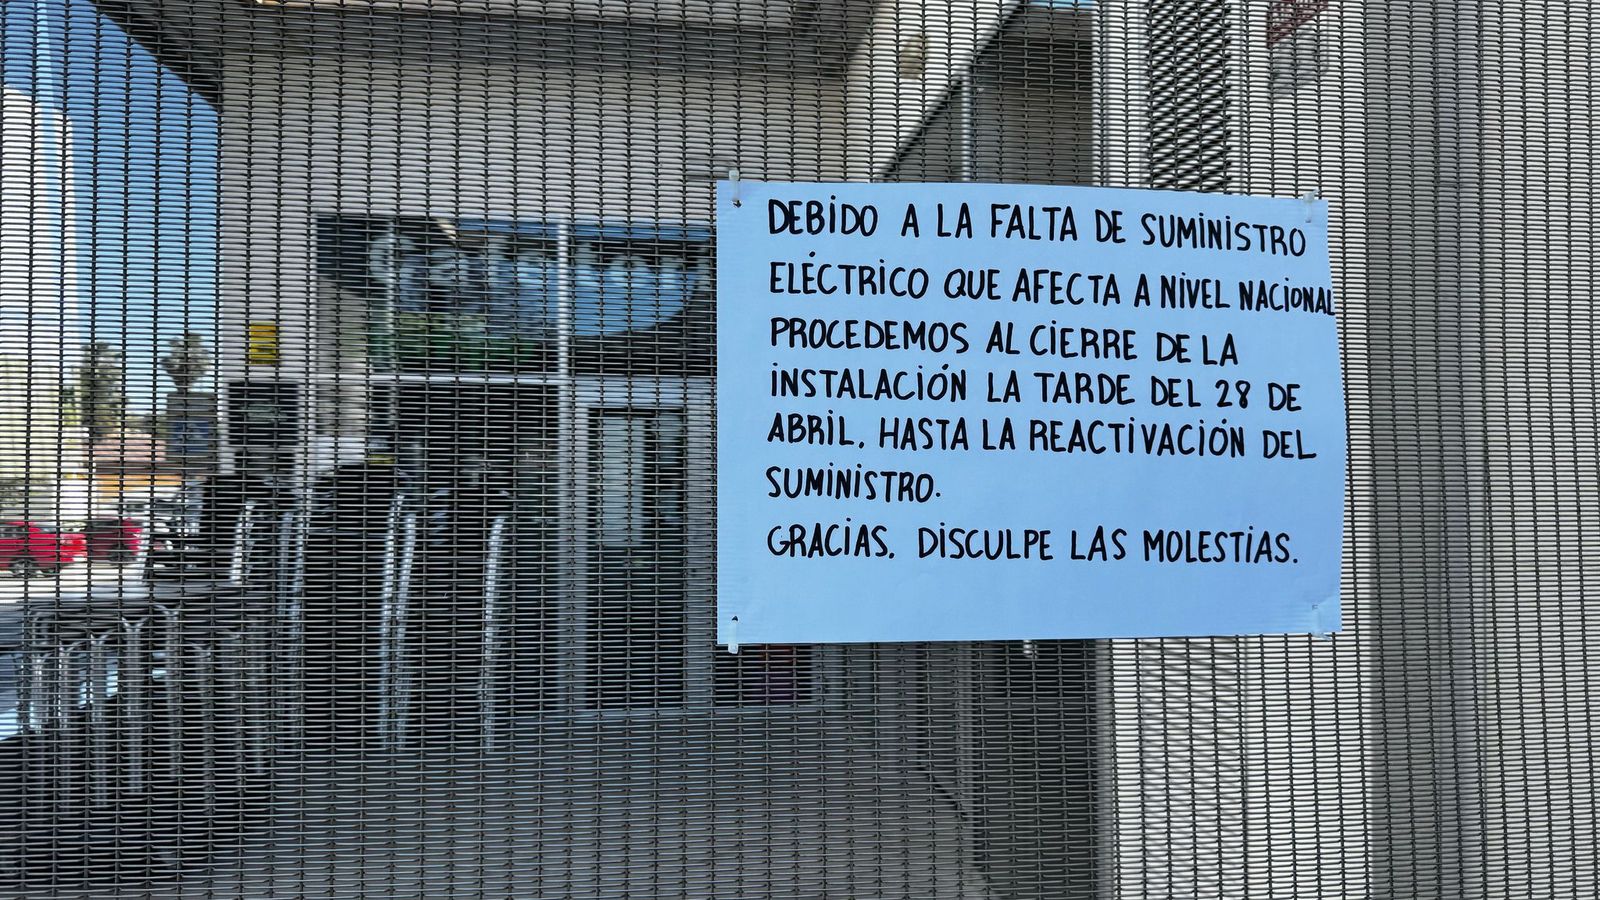 DEBIDO A LA FALTA DE SUMINISTRO
ELÉCTRICO QUE AFECTA A NIVEL NACIONAL
PROCEDEMOS AL CIERRE DE LA
INSTALACIÓN LA TARDE DEL 28 DE
ABRIL. HASTA LA REACTIVACIÓN DEL
SUMINISTRO.
GRACIAS. DISCULPE LAS MOLESTIAS.